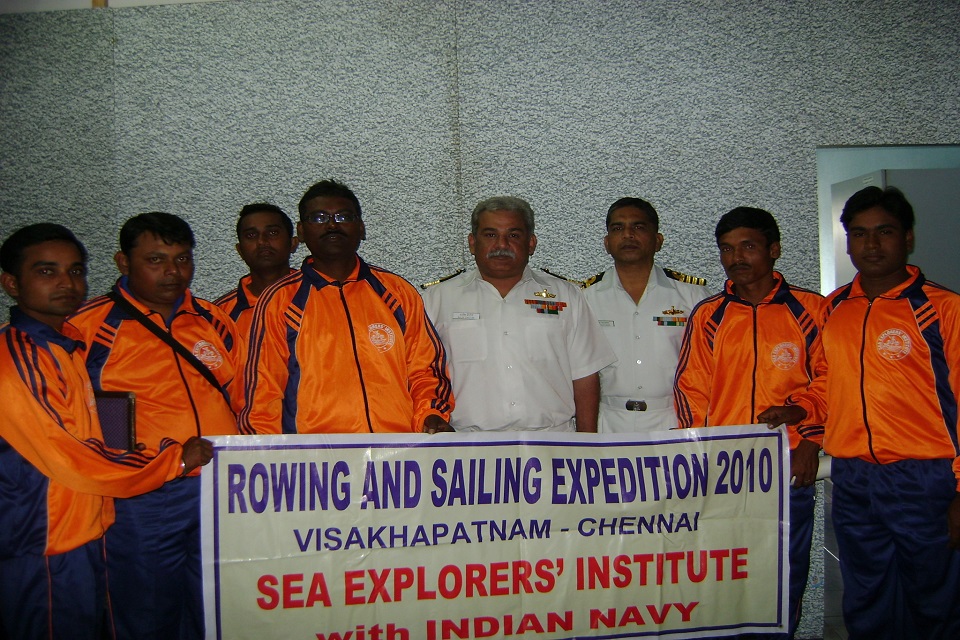 ROWING AND SAILING EXPEDITION 2010
VISAKHAPATNAM - CHENNAI
SEA EXPLORERS' INSTITUTE
with INDIAN NAVY